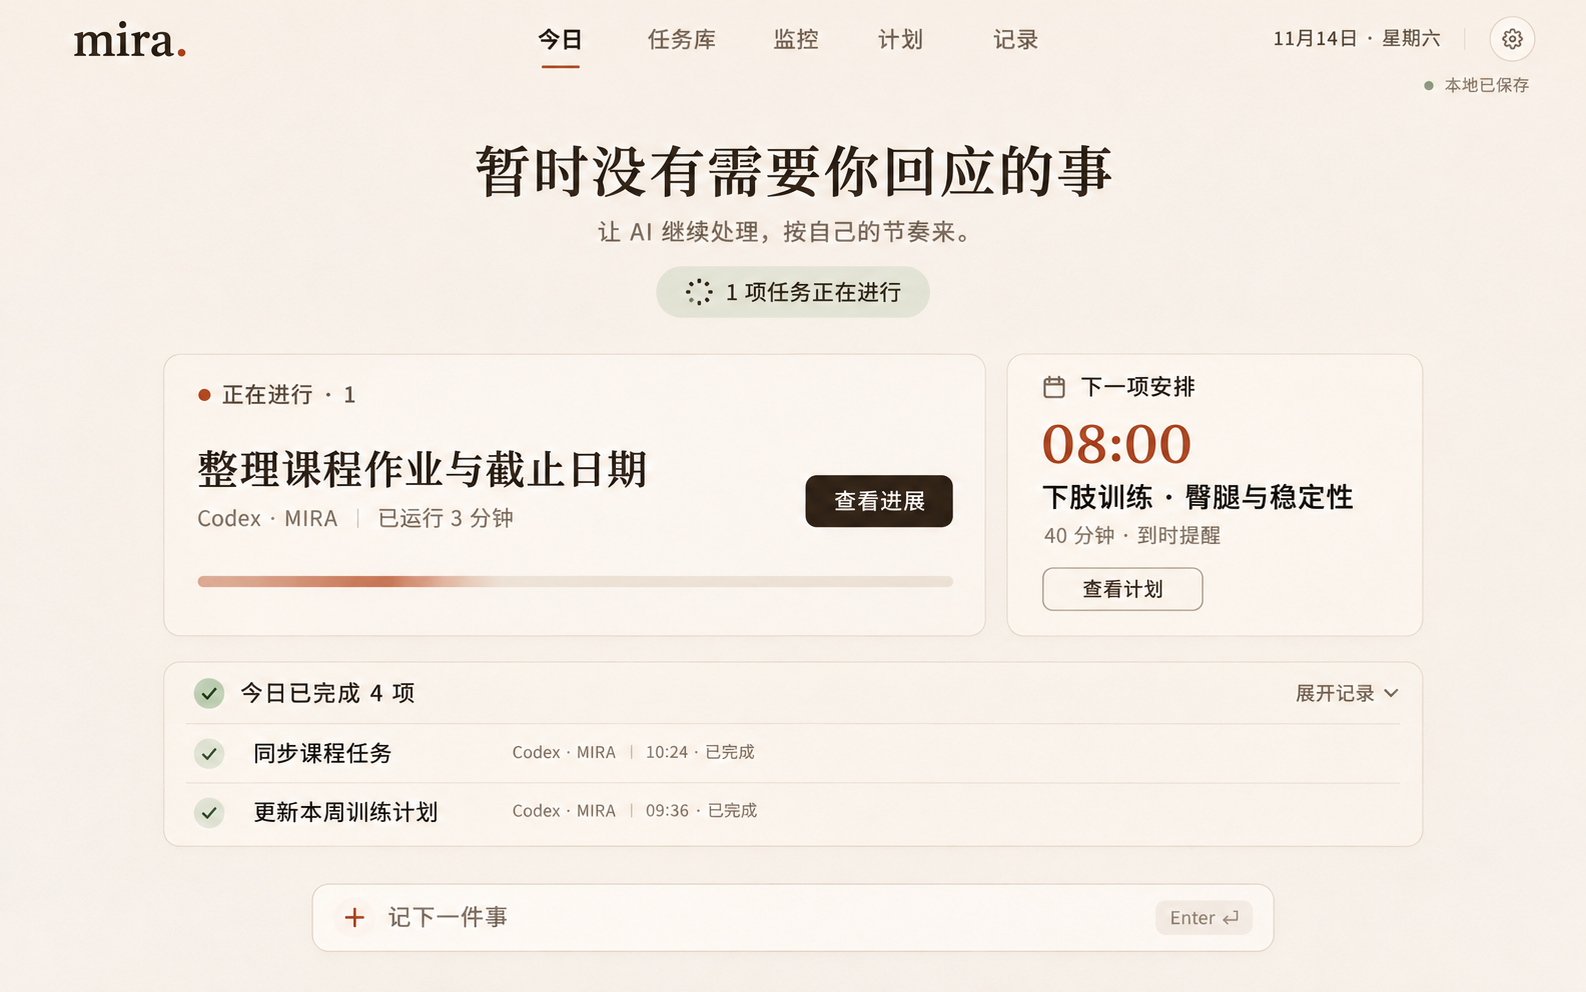 mira.
今日 任务库 监控 计划 记录
11月14日 · 星期六
本地已保存
暂时没有需要你回应的事
让 AI 继续处理，按自己的节奏来。
1 项任务正在进行
正在进行 · 1
整理课程作业与截止日期
Codex · MIRA | 已运行 3 分钟
查看进展
下一项安排
08:00
下肢训练 · 臀腿与稳定性
40 分钟 · 到时提醒
查看计划
今日已完成 4 项
展开记录
同步课程任务 Codex · MIRA | 10:24 · 已完成
更新本周训练计划 Codex · MIRA | 09:36 · 已完成
记下一件事
Enter ↵